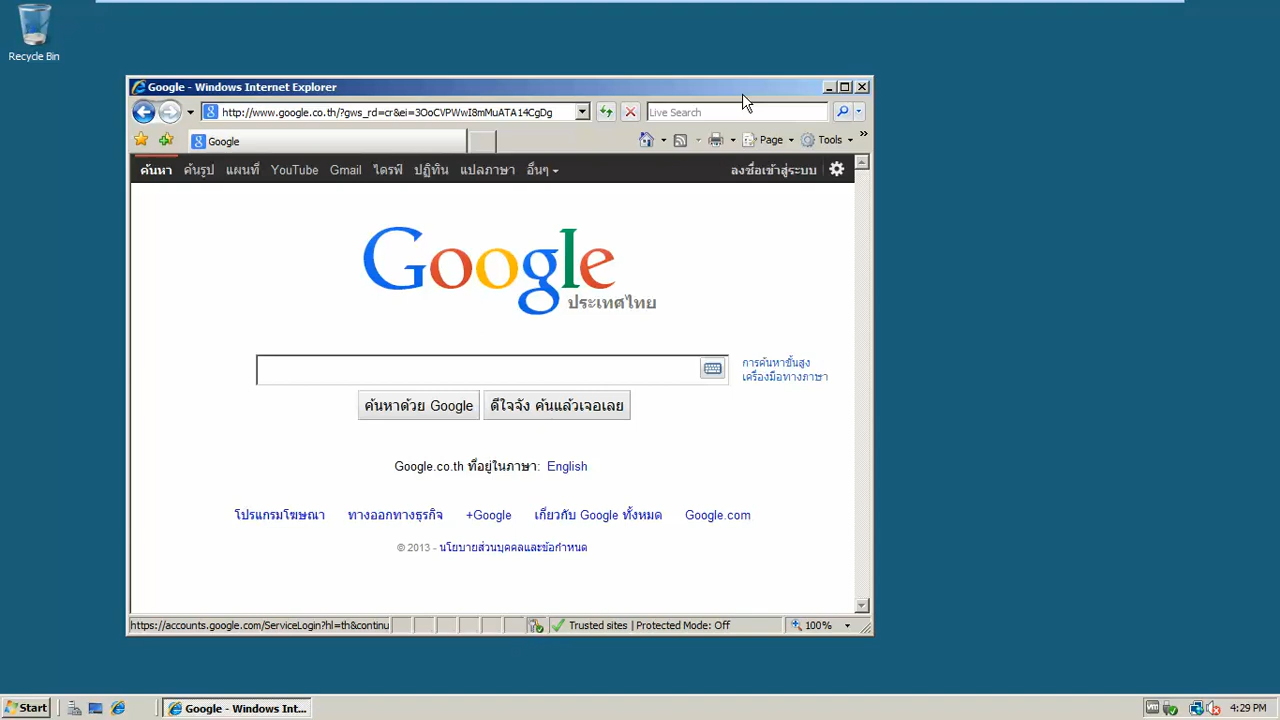 Recycle Bin
Google - Windows Internet Explorer
http://www.google.co.th/?gws_rd=cr&ei=3OoCVPWwI8mMuATA14CgDg
Live Search
Google
Page
Tools
ค้นหา ค้นรูป แผนที่ YouTube Gmail ไดรฟ์ ปฏิทิน แปลภาษา อื่นๆ ลงชื่อเข้าสู่ระบบ
Google
ประเทศไทย
การค้นหาขั้นสูง
เครื่องมือทางภาษา
ค้นหาด้วย Google ดีใจจัง ค้นแล้วเจอเลย
Google.co.th ที่อยู่ในภาษา: English
โปรแกรมโฆษณา ทางออกทางธุรกิจ +Google เกี่ยวกับ Google ทั้งหมด Google.com
© 2013 - นโยบายส่วนบุคคลและข้อกำหนด
https://accounts.google.com/ServiceLogin?hl=th&continu Trusted sites | Protected Mode: Off 100%
Start Google - Windows Int... 4:29 PM